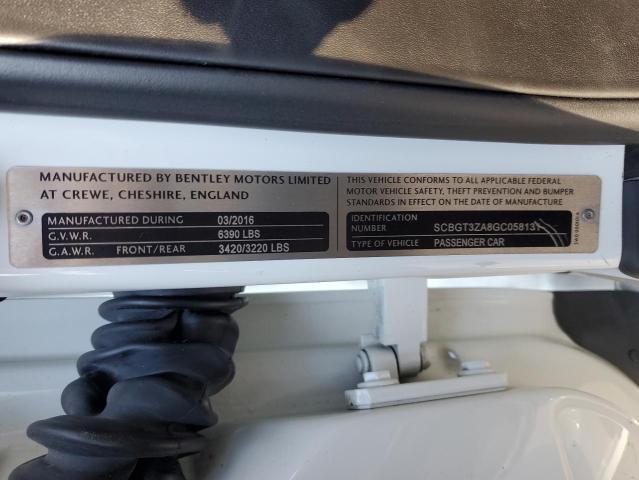 MANUFACTURED BY BENTLEY MOTORS LIMITED
AT CREWE, CHESHIRE, ENGLAND
MANUFACTURED DURING 03/2016
G.V.W.R. 6390 LBS
G.A.W.R. FRONT/REAR 3420/3220 LBS
THIS VEHICLE CONFORMS TO ALL APPLICABLE FEDERAL
MOTOR VEHICLE SAFETY, THEFT PREVENTION AND BUMPER
STANDARDS IN EFFECT ON THE DATE OF MANUFACTURE
IDENTIFICATION
NUMBER SCBGT3ZA8GC058131
TYPE OF VEHICLE PASSENGER CAR